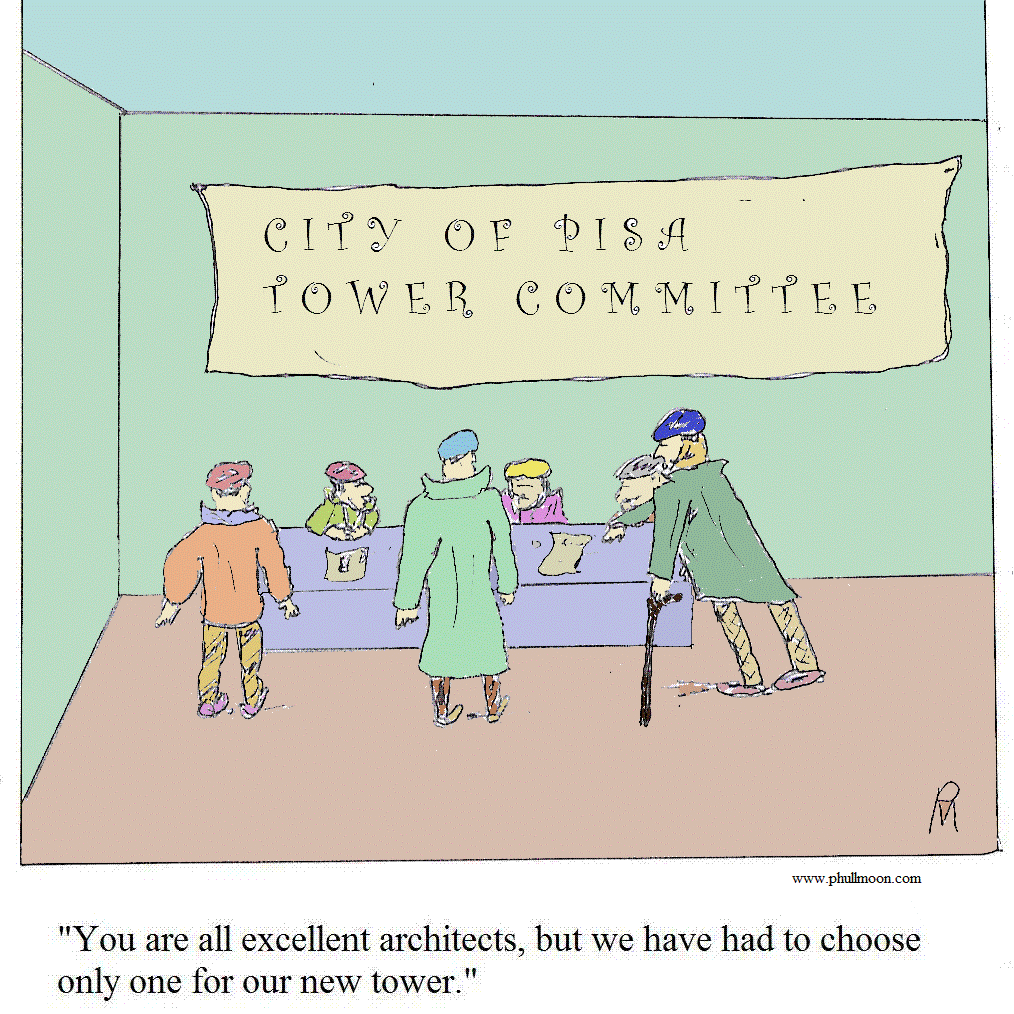 CITY OF PISA
TOWER COMMITTEE
www.phullmoon.com
"You are all excellent architects, but we have had to choose
only one for our new tower."